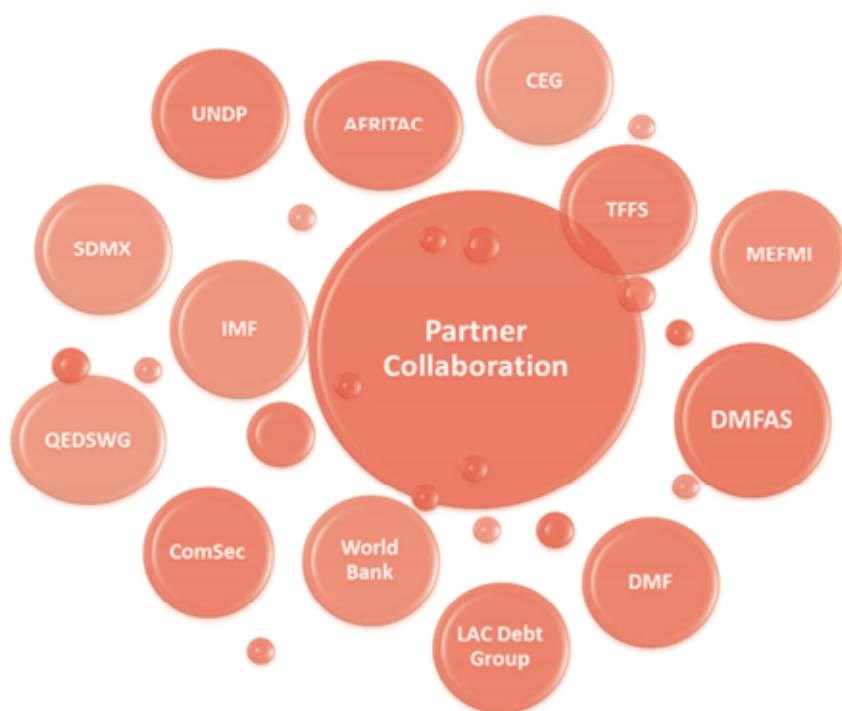 CEG
UNDP
AFRITAC
TFFS
SDMX
MEFMI
IMF
Partner
Collaboration
DMFAS
QEDSWG
ComSec
World
Bank
DMF
LAC Debt
Group